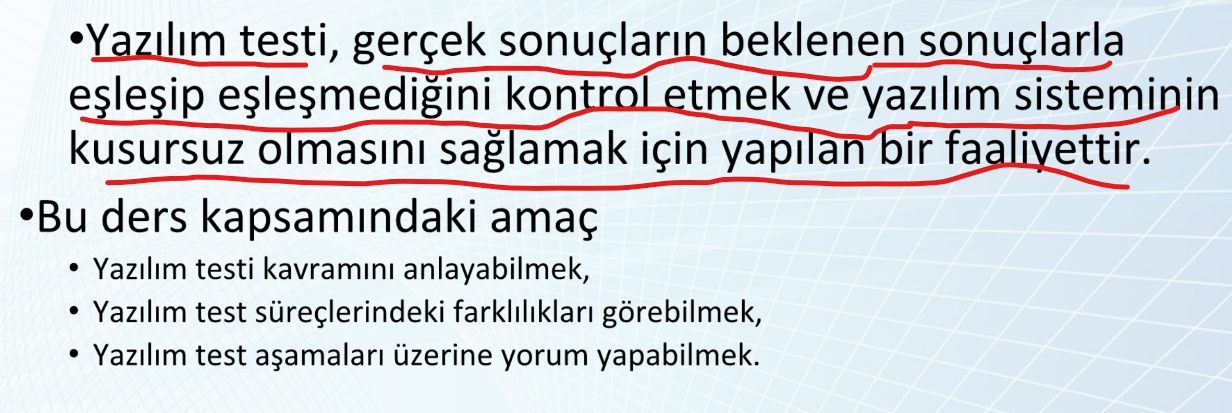 •Yazılım testi, gerçek sonuçların beklenen sonuçlarla
eşleşip eşleşmediğini kontrol etmek ve yazılım sisteminin
kusursuz olmasını sağlamak için yapılan bir faaliyettir.
•Bu ders kapsamındaki amaç
• Yazılım testi kavramını anlayabilmek,
• Yazılım test süreçlerindeki farklılıkları görebilmek,
• Yazılım test aşamaları üzerine yorum yapabilmek.